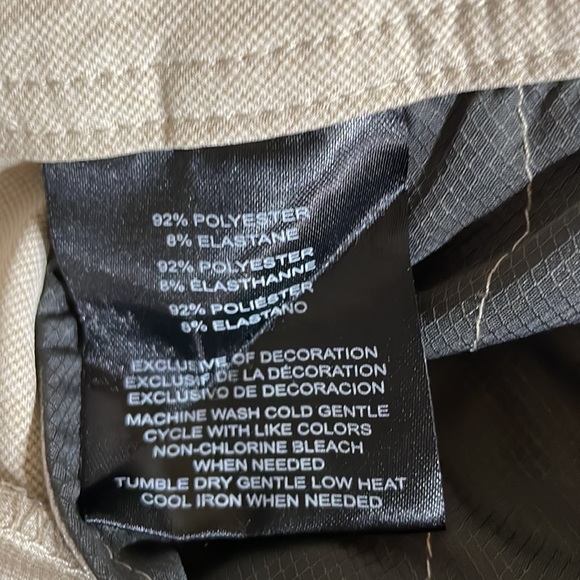 92% POLYESTER
8% ELASTANE
92% POLYESTER
8% ÉLASTHANNE
92% POLIÉSTER
8% ELASTANO
EXCLUSIVE OF DECORATION
EXCLUSIF DE LA DÉCORATION
EXCLUSIVO DE DECORACION
MACHINE WASH COLD GENTLE
CYCLE WITH LIKE COLORS
NON-CHLORINE BLEACH
WHEN NEEDED
TUMBLE DRY GENTLE LOW HEAT
COOL IRON WHEN NEEDED